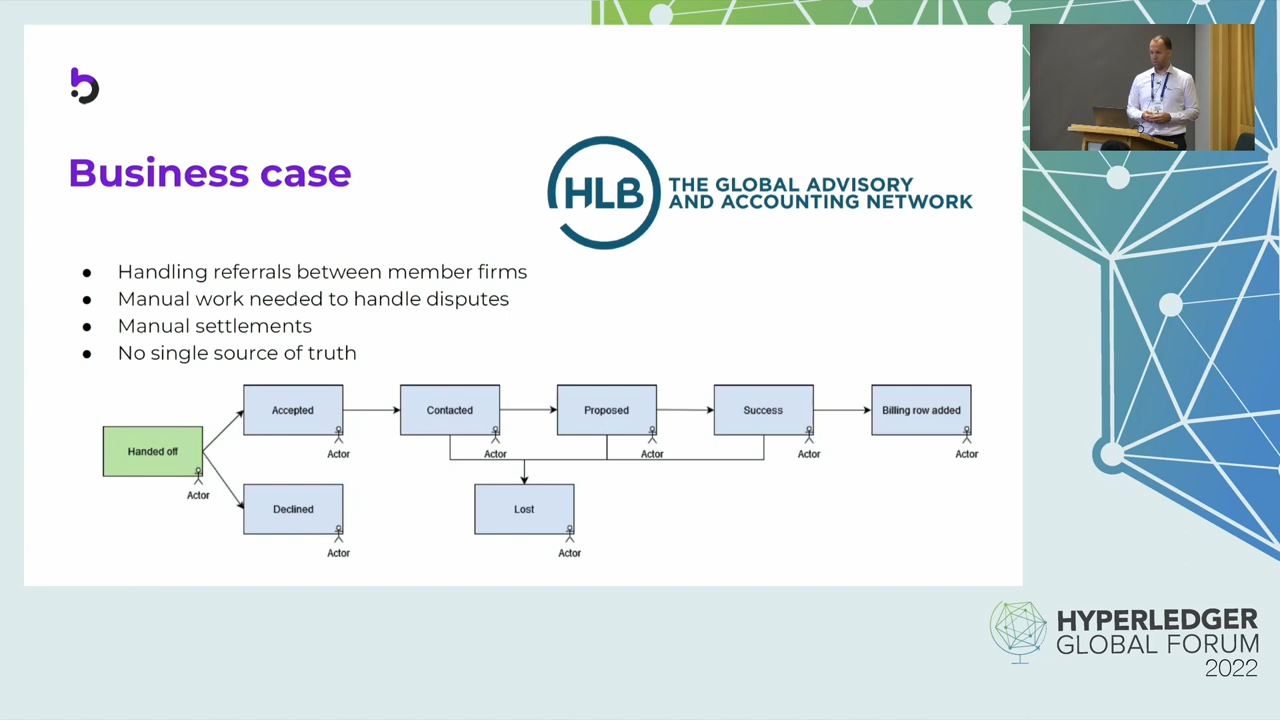 Business case
HLB
THE GLOBAL ADVISORY
AND ACCOUNTING NETWORK
● Handling referrals between member firms
● Manual work needed to handle disputes
● Manual settlements
● No single source of truth
Handed off
Actor
Accepted
Actor
Contacted
Actor
Proposed
Actor
Success
Actor
Billing row added
Actor
Declined
Actor
Lost
Actor
HYPERLEDGER
GLOBAL FORUM
2022